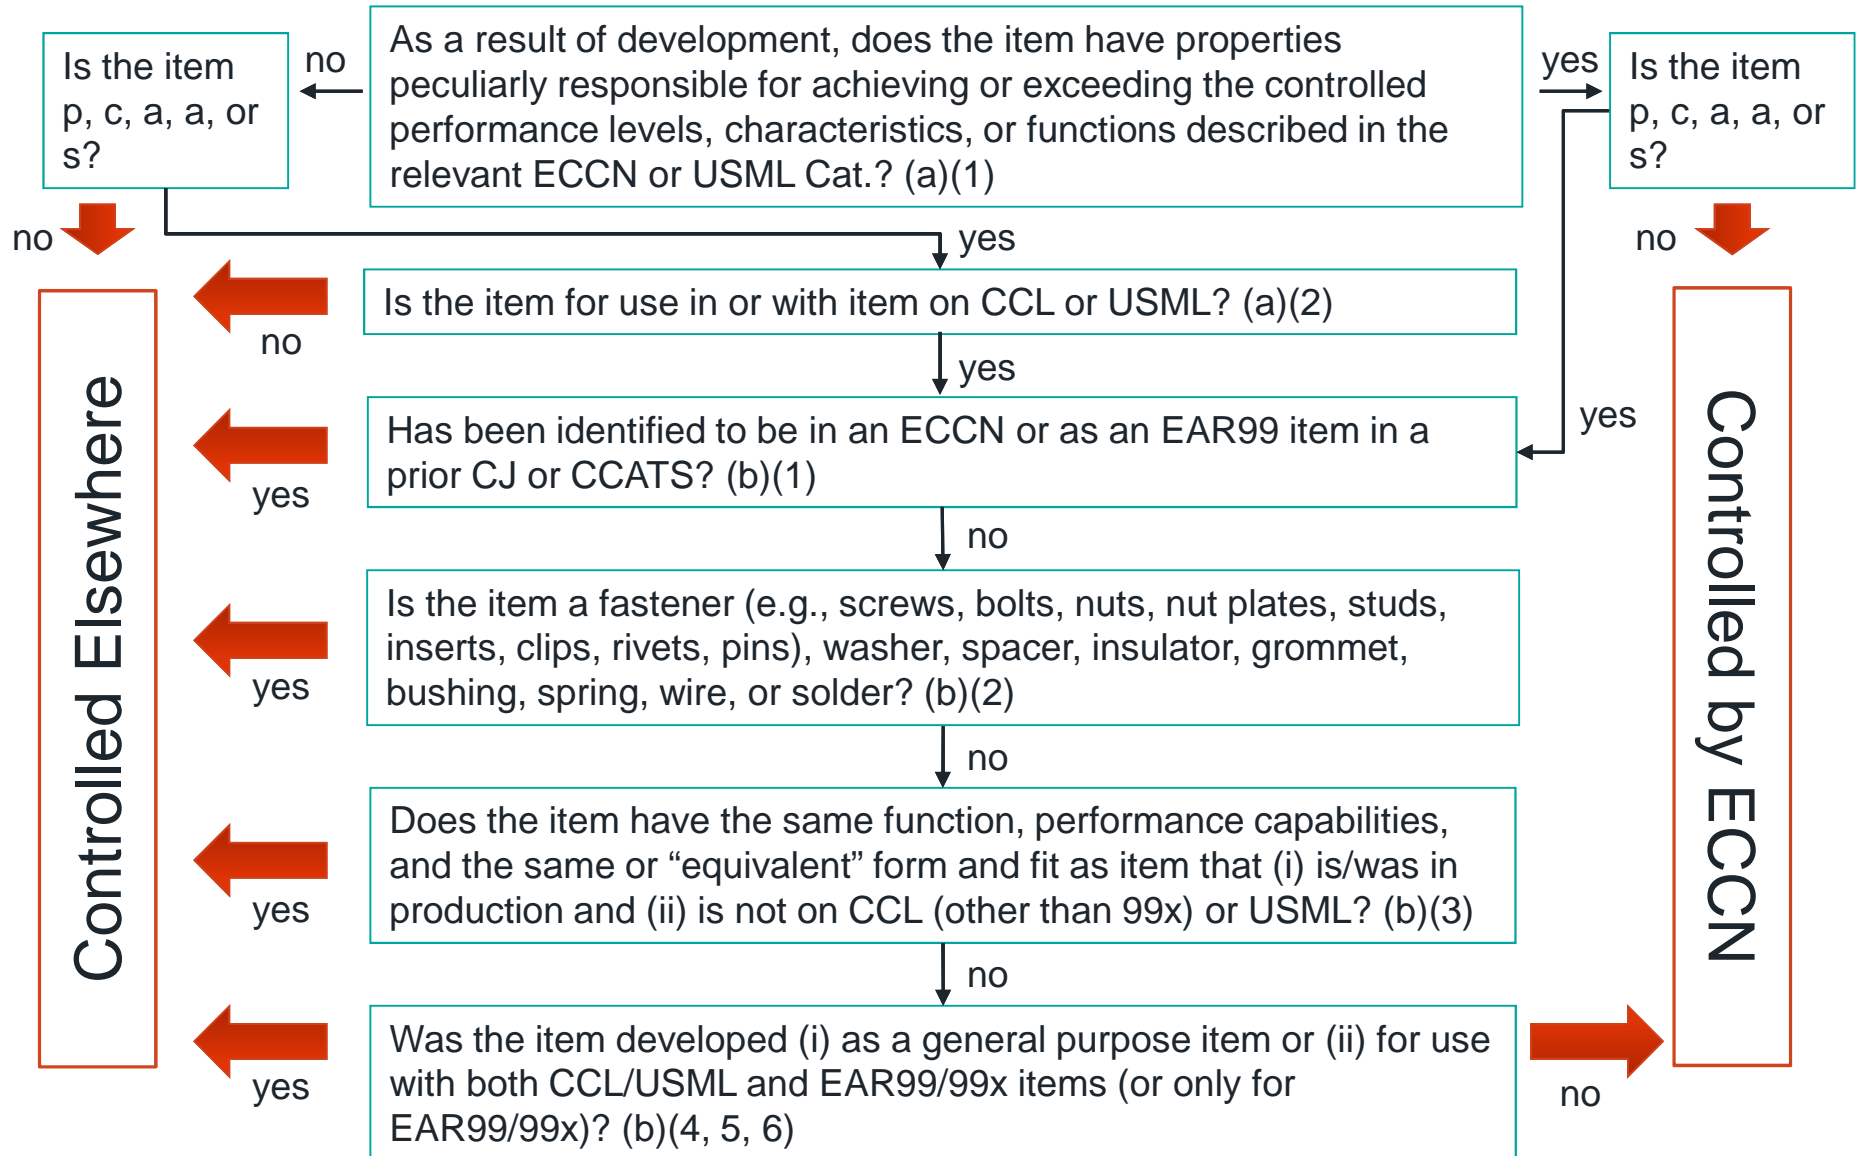 As a result of development, does the item have properties
peculiarly responsible for achieving or exceeding the controlled
performance levels, characteristics, or functions described in the
relevant ECCN or USML Cat.? (a)(1)
no
Is the item
p, c, a, a, or
s?
yes
Is the item
p, c, a, a, or
s?
no
yes
no
Is the item for use in or with item on CCL or USML? (a)(2)
no
yes
Has been identified to be in an ECCN or as an EAR99 item in a
prior CJ or CCATS? (b)(1)
yes
yes
no
Is the item a fastener (e.g., screws, bolts, nuts, nut plates, studs,
inserts, clips, rivets, pins), washer, spacer, insulator, grommet,
bushing, spring, wire, or solder? (b)(2)
yes
no
Does the item have the same function, performance capabilities,
and the same or “equivalent” form and fit as item that (i) is/was in
production and (ii) is not on CCL (other than 99x) or USML? (b)(3)
yes
no
Was the item developed (i) as a general purpose item or (ii) for use
with both CCL/USML and EAR99/99x items (or only for
EAR99/99x)? (b)(4, 5, 6)
yes
no
Controlled Elsewhere
Controlled by ECCN